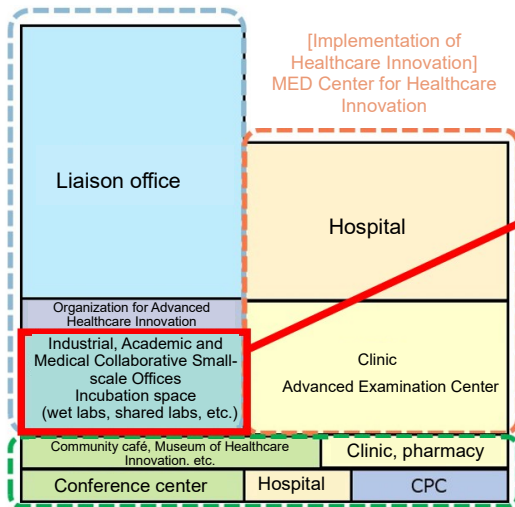 [Implementation of
Healthcare Innovation]
MED Center for Healthcare
Innovation
Liaison office
Hospital
Organization for Advanced
Healthcare Innovation
Industrial, Academic and
Medical Collaborative Small-
scale Offices
Incubation space
(wet labs, shared labs, etc.)
Clinic
Advanced Examination Center
Community café, Museum of Healthcare
Innovation. etc.
Clinic, pharmacy
Conference center
Hospital
CPC